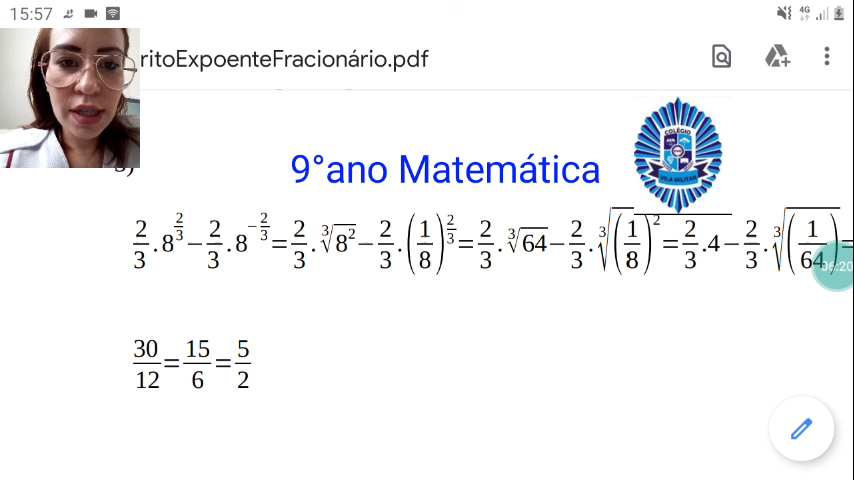 15:57 4G
ritoExpoenteFracionário.pdf
9°ano Matemática
COLÉGIO
VILA MILITAR
2/3 . 8^(2/3) − 2/3 . 8^(−2/3) = 2/3 . ∛8² − 2/3 . (1/8)^(2/3) = 2/3 . ∛64 − 2/3 . ∛(1/8)² = 2/3 .4 − 2/3 . ∛(1/64) =
06:20
30/12 = 15/6 = 5/2